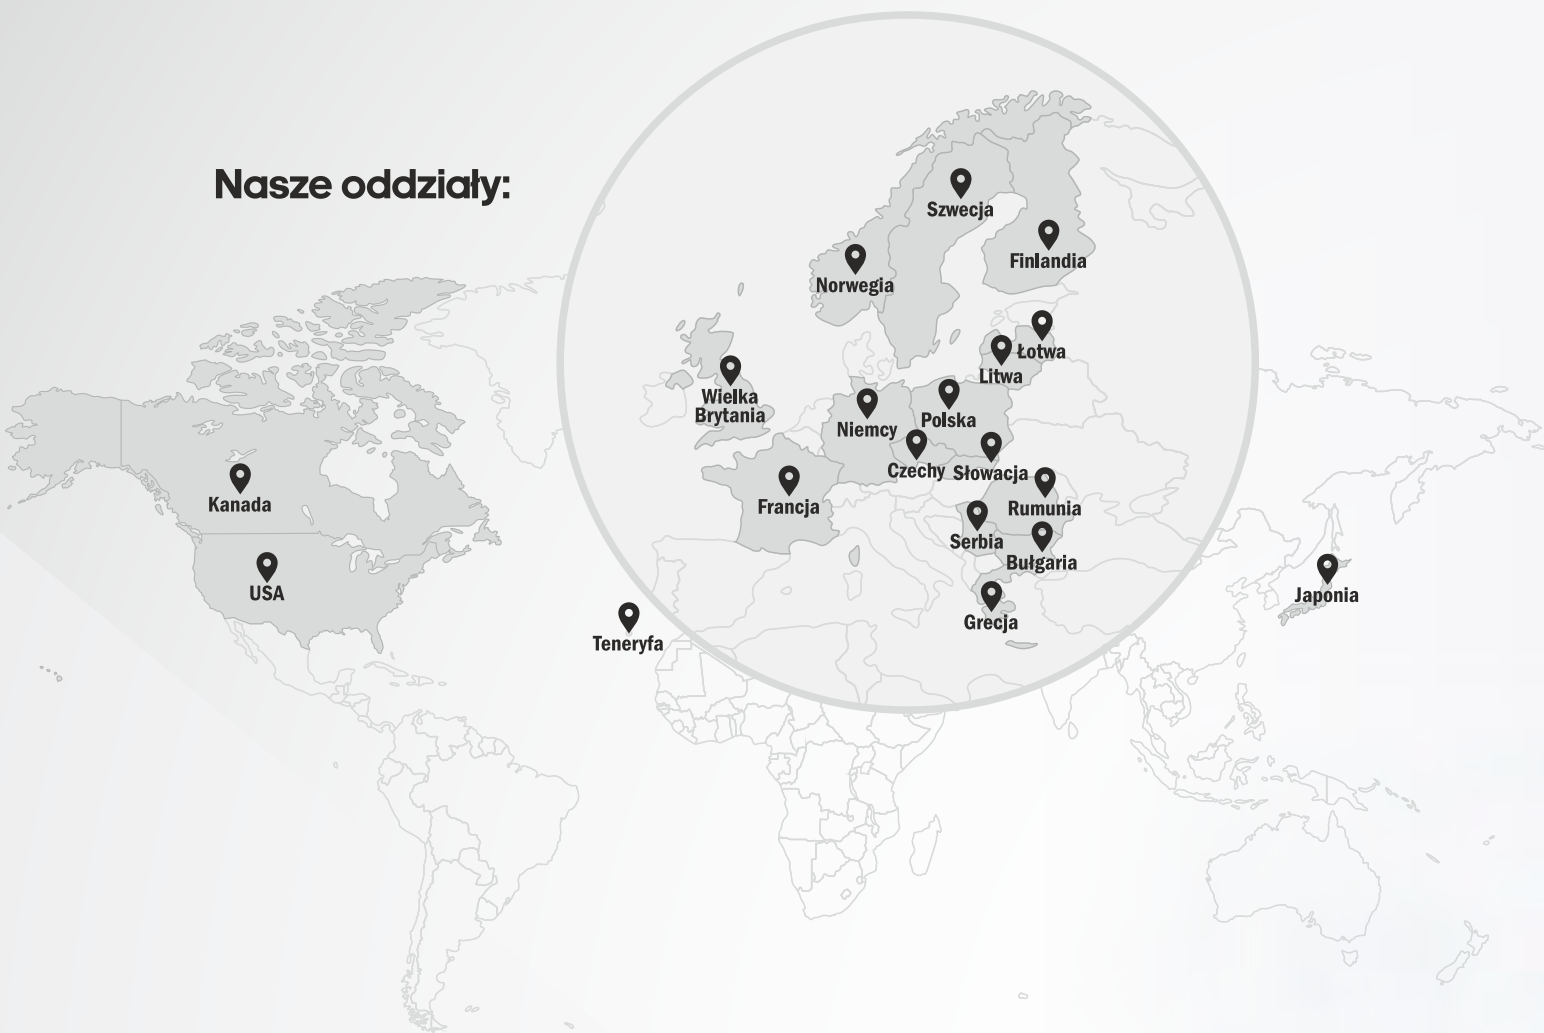 Nasze oddziały:
Szwecja
Finlandia
Norwegia
Łotwa
Litwa
Wielka
Brytania
Niemcy
Polska
Czechy
Słowacja
Francja
Rumunia
Serbia
Bułgaria
Grecja
Kanada
USA
Teneryfa
Japonia